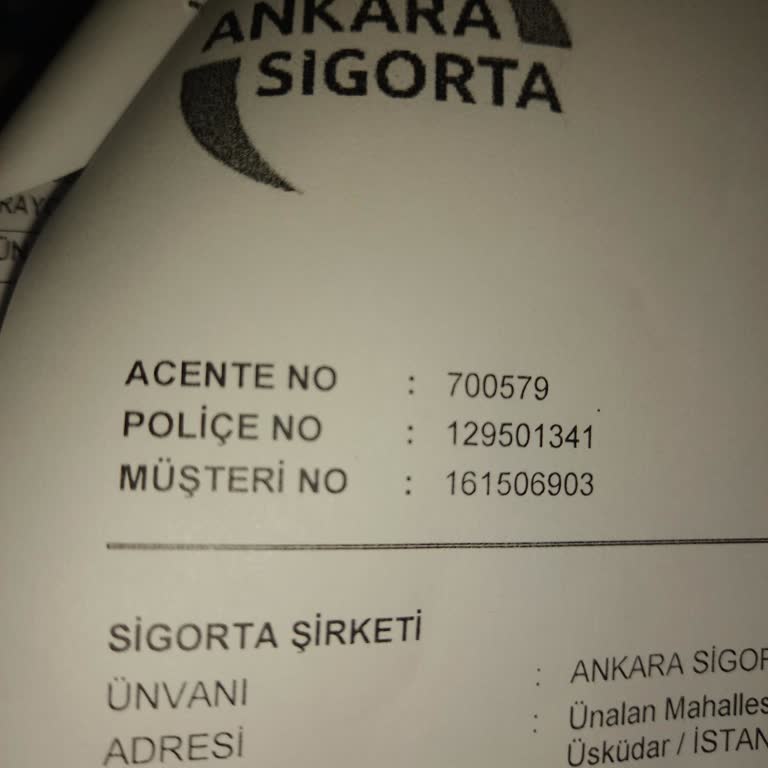 ANKARA
SİGORTA
ACENTE NO : 700579
POLİÇE NO : 129501341
MÜŞTERİ NO : 161506903
SİGORTA ŞİRKETİ
ÜNVANI : ANKARA SİGOR
ADRESİ : Ünalan Mahalles
Üsküdar / İSTAN